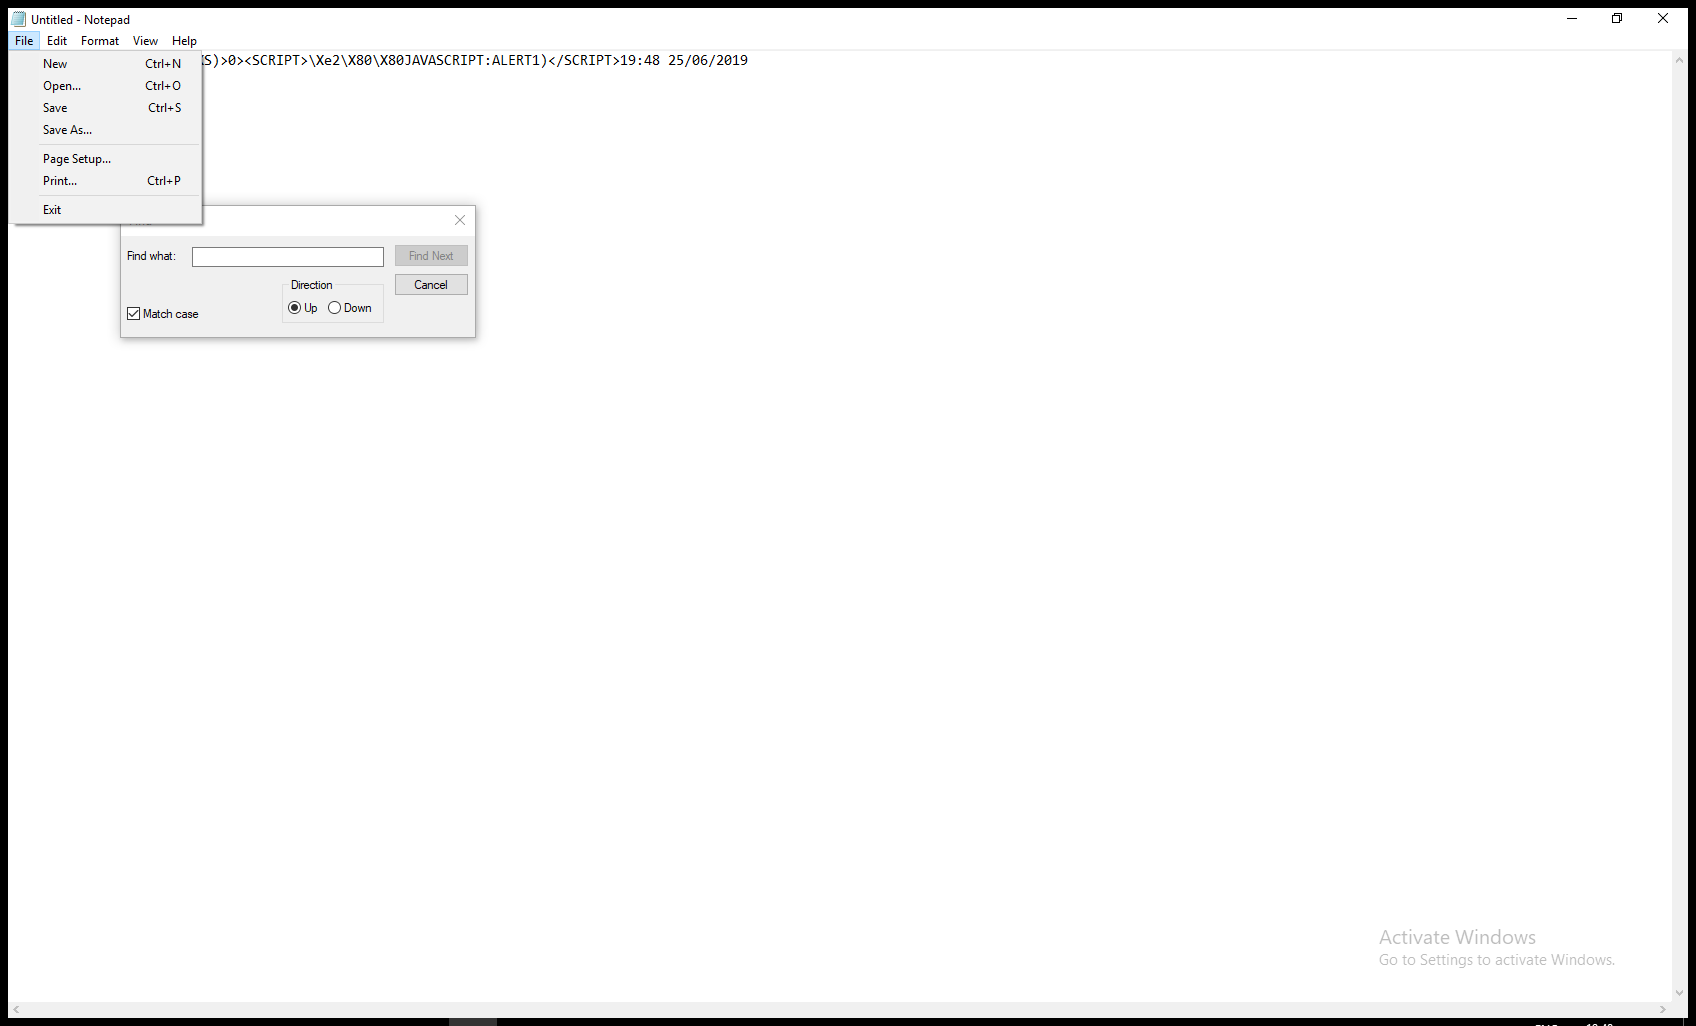 Untitled - Notepad
File Edit Format View Help
S)>0><SCRIPT>\Xe2\X80\X80JAVASCRIPT:ALERT1)</SCRIPT>19:48 25/06/2019
New Ctrl+N
Open... Ctrl+O
Save Ctrl+S
Save As...
Page Setup...
Print... Ctrl+P
Exit
Find what:
Find Next
Direction
Cancel
Up Down
Match case
Activate Windows
Go to Settings to activate Windows.